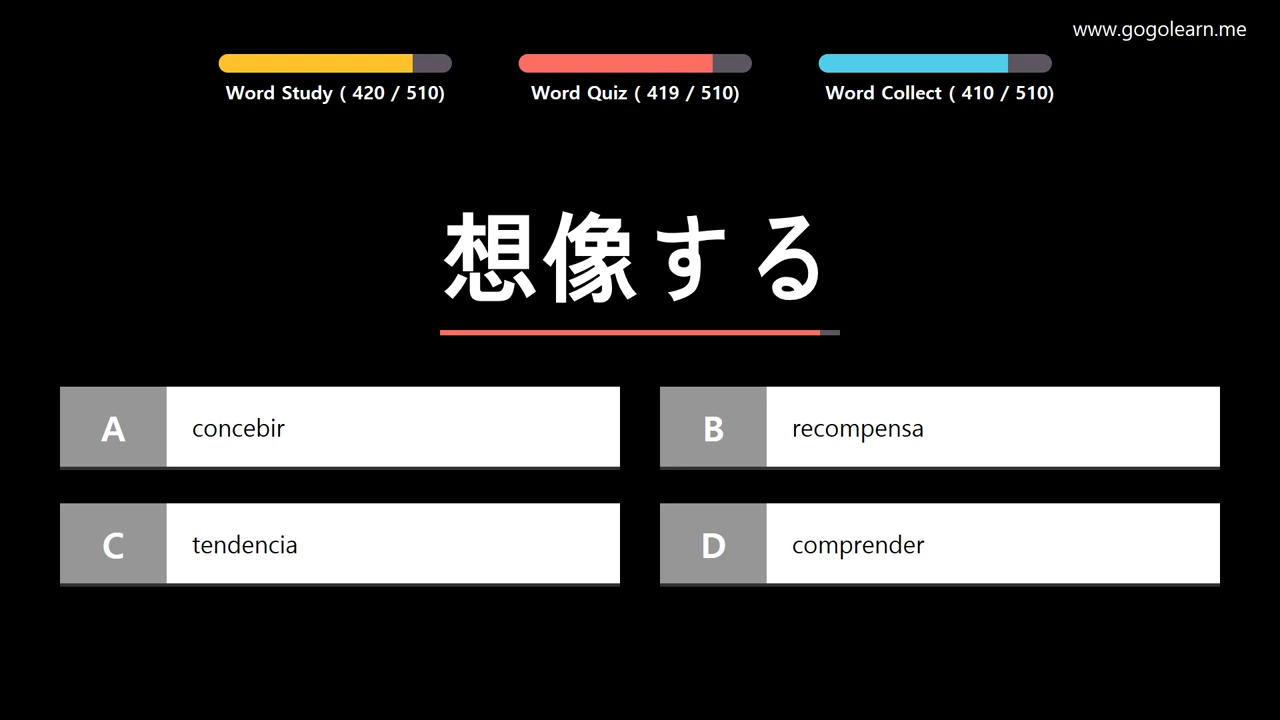 www.gogolearn.me
Word Study ( 420 / 510)
Word Quiz ( 419 / 510)
Word Collect ( 410 / 510)
想像する
A concebir
B recompensa
C tendencia
D comprender